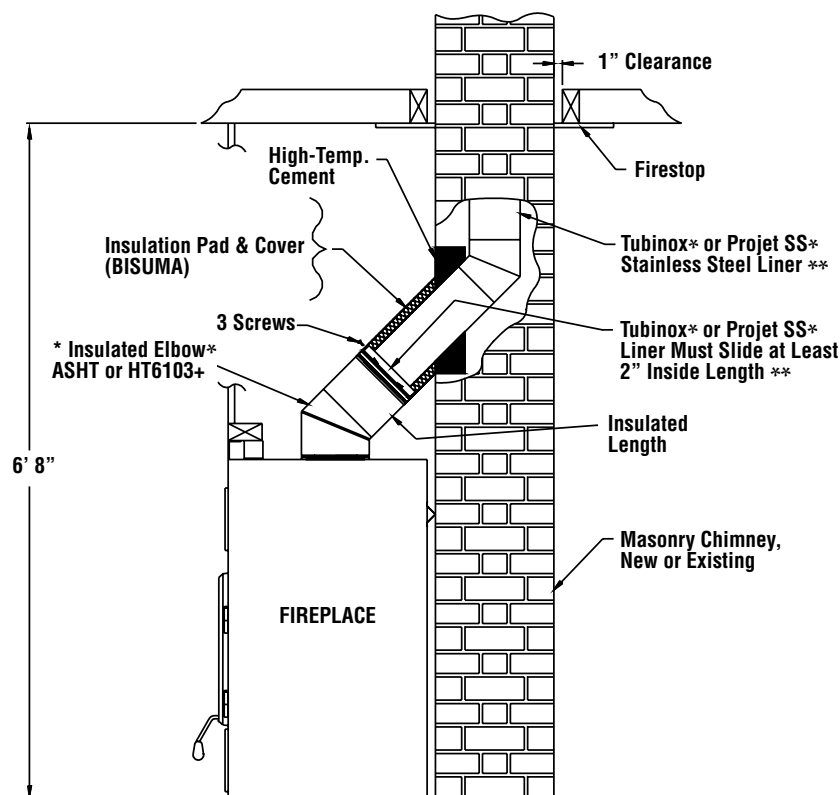 1” Clearance
High-Temp.
Cement
Firestop
Insulation Pad & Cover
(BISUMA)
Tubinox* or Projet SS*
Stainless Steel Liner **
3 Screws
Tubinox* or Projet SS*
Liner Must Slide at Least
2” Inside Length **
* Insulated Elbow*
ASHT or HT6103+
Insulated
Length
6’ 8”
Masonry Chimney,
New or Existing
FIREPLACE